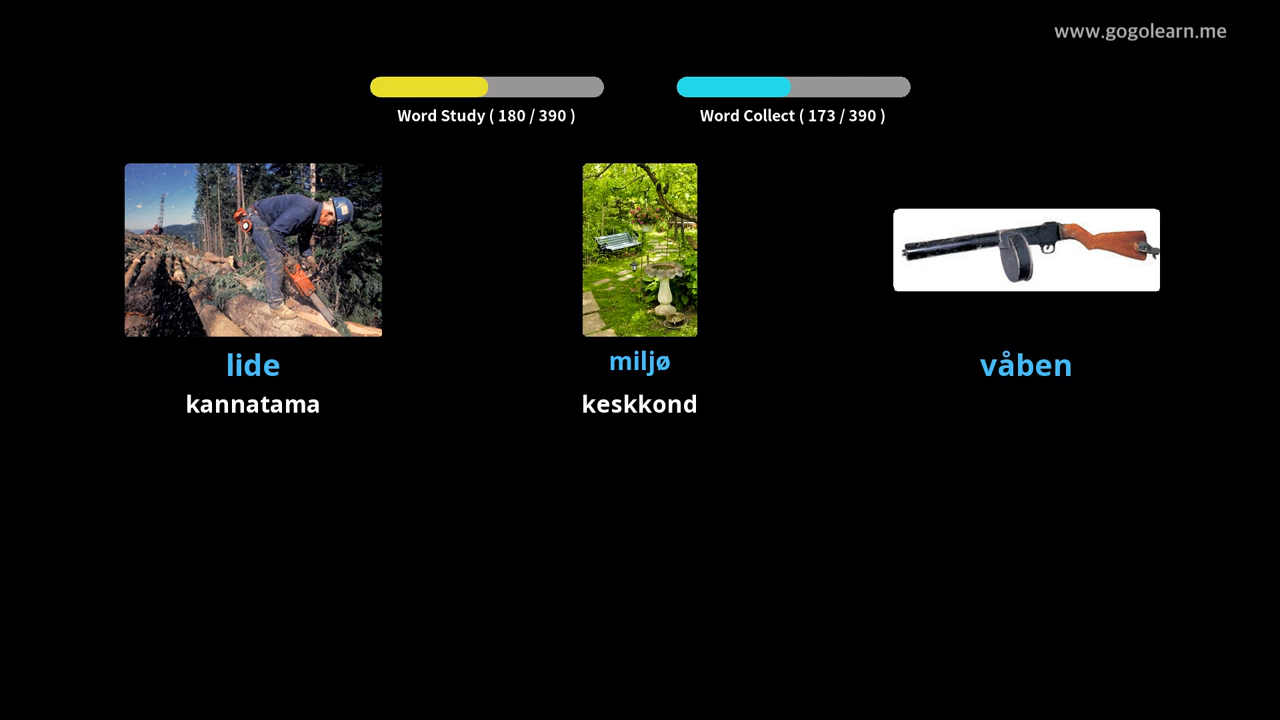 www.gogolearn.me
Word Study ( 180 / 390 )
Word Collect ( 173 / 390 )
lide
kannatama
miljø
keskkond
våben